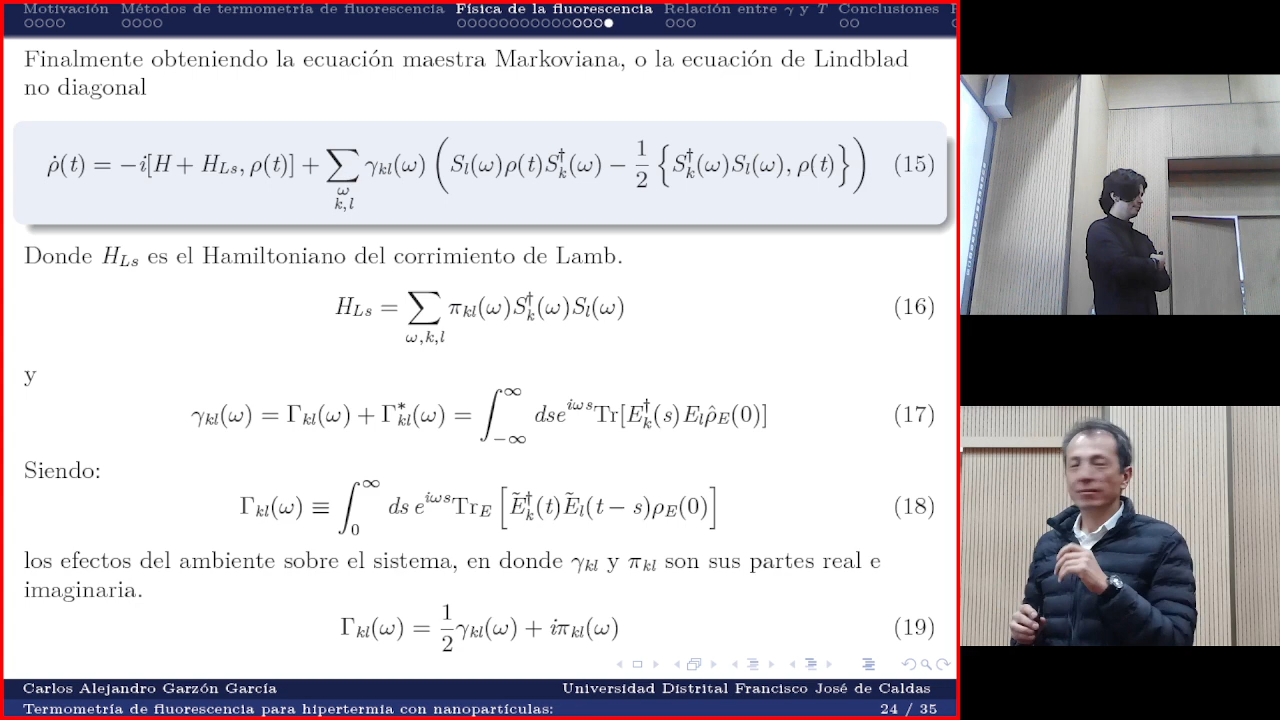 Motivación Métodos de termometría de fluorescencia Física de la fluorescencia Relación entre γ y T Conclusiones
Finalmente obteniendo la ecuación maestra Markoviana, o la ecuación de Lindblad
no diagonal
ρ̇(t) = −i[H + H_{Ls}, ρ(t)] + ∑_{ω k,l} γ_{kl}(ω) ( S_l(ω)ρ(t)S_k^†(ω) − 1/2 { S_k^†(ω)S_l(ω), ρ(t) } ) (15)
Donde H_{Ls} es el Hamiltoniano del corrimiento de Lamb.
H_{Ls} = ∑_{ω,k,l} π_{kl}(ω)S_k^†(ω)S_l(ω) (16)
y
γ_{kl}(ω) = Γ_{kl}(ω) + Γ_{kl}^*(ω) = ∫_{−∞}^{∞} dse^{iωs}Tr[E_k^†(s)E_l ρ̂_E(0)] (17)
Siendo:
Γ_{kl}(ω) ≡ ∫_0^∞ ds e^{iωs}Tr_E [ Ẽ_k^†(t)Ẽ_l(t − s)ρ_E(0) ] (18)
los efectos del ambiente sobre el sistema, en donde γ_{kl} y π_{kl} son sus partes real e
imaginaria.
Γ_{kl}(ω) = 1/2 γ_{kl}(ω) + iπ_{kl}(ω) (19)
Carlos Alejandro Garzón García Universidad Distrital Francisco José de Caldas
Termometría de fluorescencia para hipertermia con nanopartículas: 24 / 35